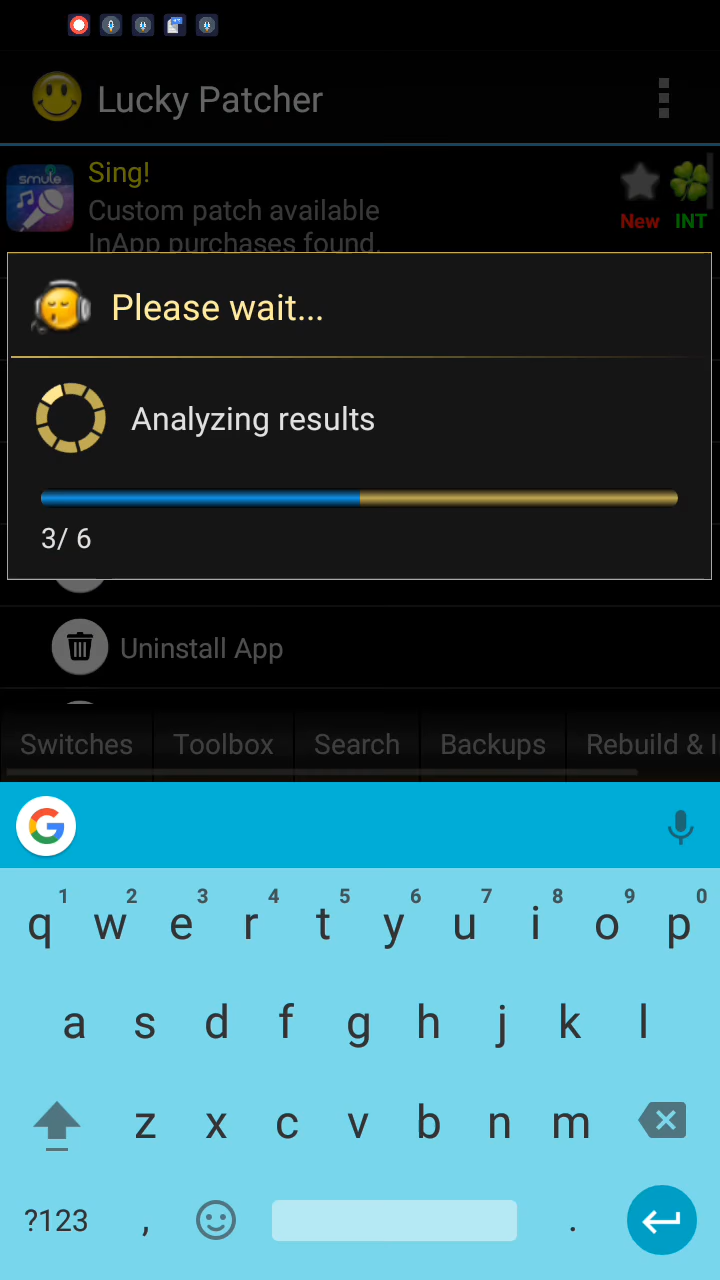 Lucky Patcher
smule
Sing!
Custom patch available
InApp purchases found.
New INT
Please wait...
Analyzing results
3/ 6
Uninstall App
Switches Toolbox Search Backups Rebuild & I
G
q 1 w 2 e 3 r 4 t 5 y 6 u 7 i 8 o 9 p 0
a s d f g h j k l
z x c v b n m
?123 , .